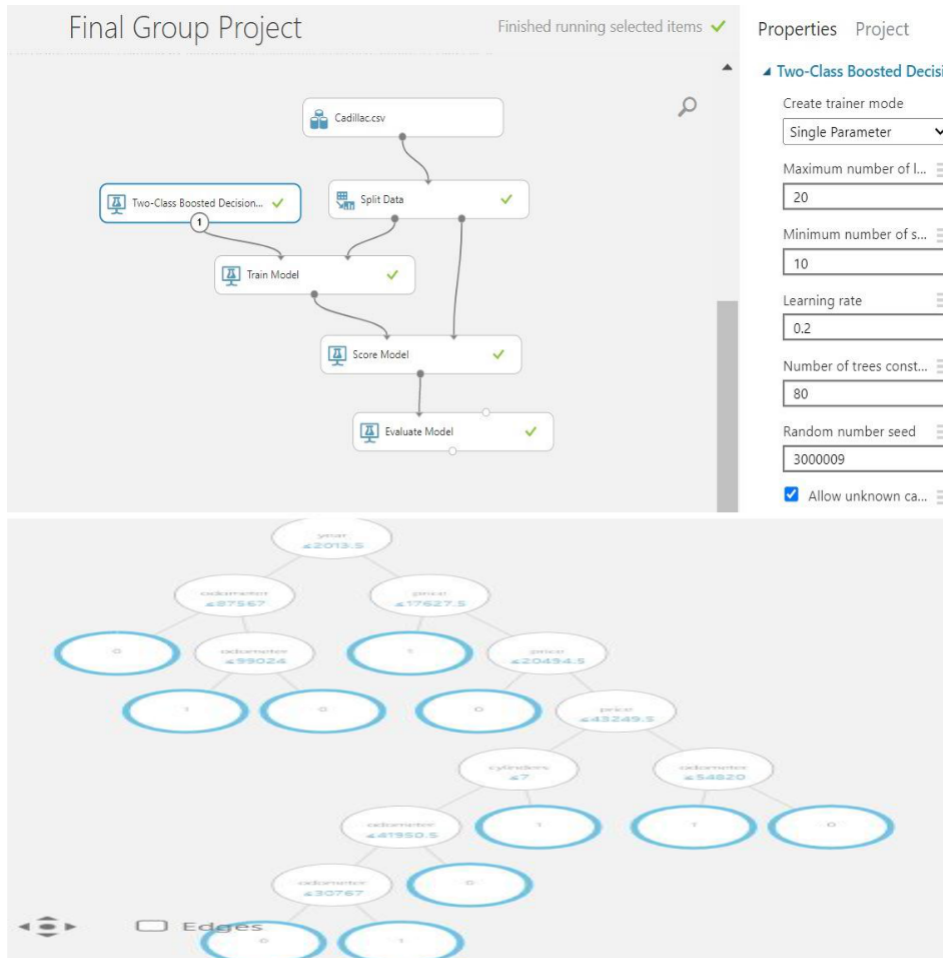 Final Group Project
Finished running selected items
Properties Project
Two-Class Boosted Decisi
Create trainer mode
Single Parameter
Maximum number of l...
20
Minimum number of s...
10
Learning rate
0.2
Number of trees const...
80
Random number seed
3000009
Allow unknown ca...
Cadillac.csv
Two-Class Boosted Decision...
Split Data
1
Train Model
Score Model
Evaluate Model
year
≤2013.5
odometer
≤87567
price
≤17627.5
0
odometer
≤99024
1
price
≤20494.5
1
0
0
price
≤43249.5
cylinders
≤7
odometer
≤54820
odometer
≤41950.5
1
1
0
odometer
≤30767
0
Edges
0
1